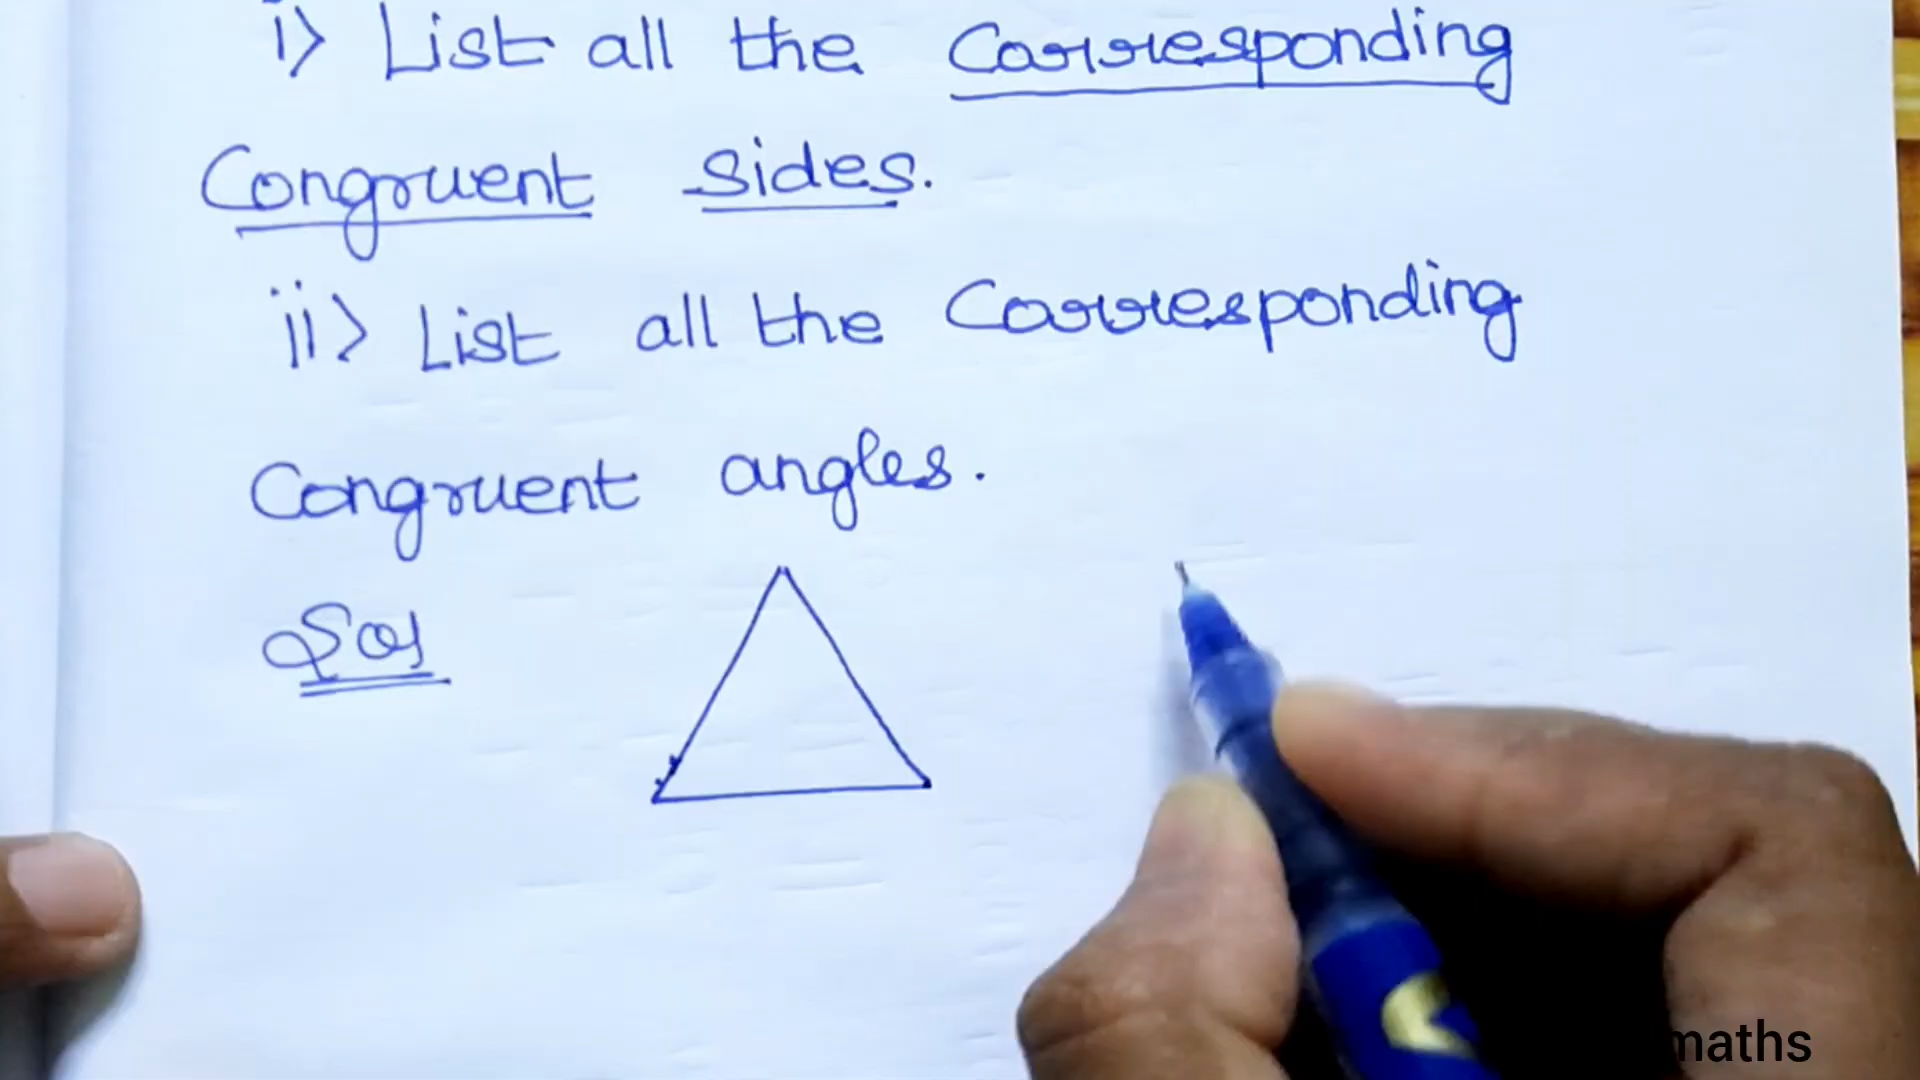 i> List all the Corresponding
Congruent sides.
ii> List all the Corresponding
Congruent angles.
Sol
maths